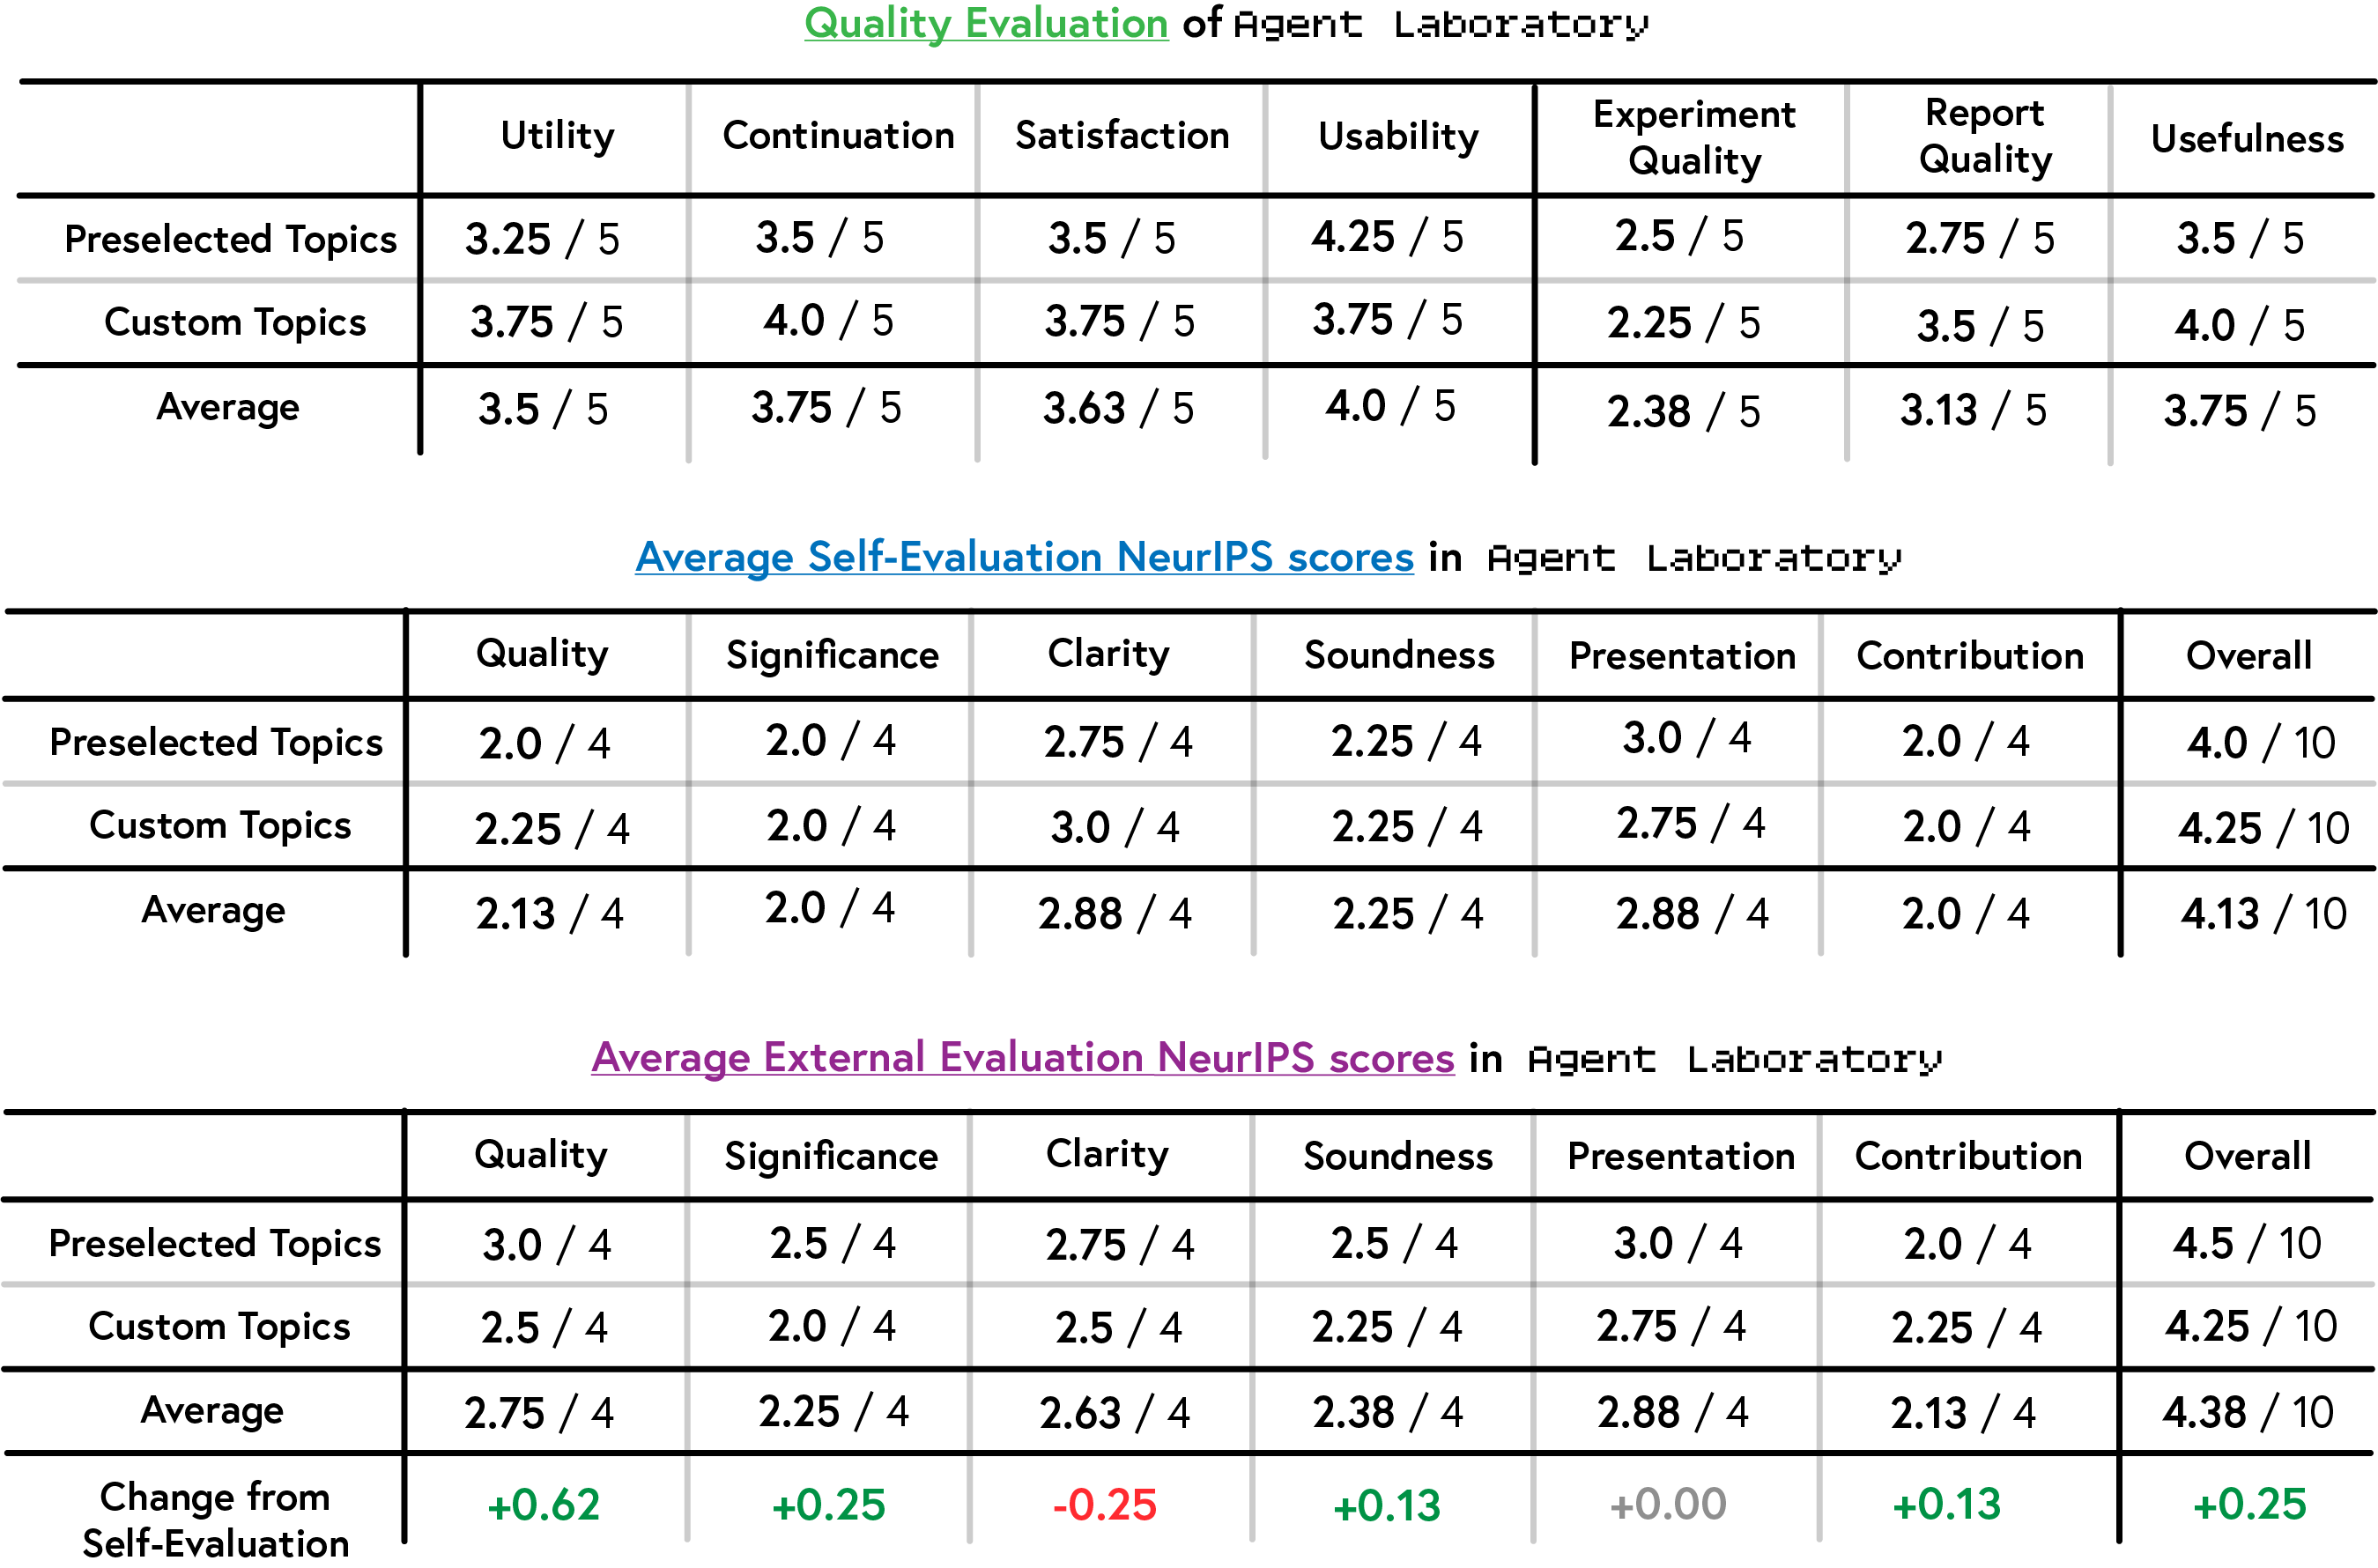 Quality Evaluation of Agent Laboratory
Utility Continuation Satisfaction Usability Experiment Quality Report Quality Usefulness
Preselected Topics 3.25 / 5 3.5 / 5 3.5 / 5 4.25 / 5 2.5 / 5 2.75 / 5 3.5 / 5
Custom Topics 3.75 / 5 4.0 / 5 3.75 / 5 3.75 / 5 2.25 / 5 3.5 / 5 4.0 / 5
Average 3.5 / 5 3.75 / 5 3.63 / 5 4.0 / 5 2.38 / 5 3.13 / 5 3.75 / 5
Average Self-Evaluation NeurIPS scores in Agent Laboratory
Quality Significance Clarity Soundness Presentation Contribution Overall
Preselected Topics 2.0 / 4 2.0 / 4 2.75 / 4 2.25 / 4 3.0 / 4 2.0 / 4 4.0 / 10
Custom Topics 2.25 / 4 2.0 / 4 3.0 / 4 2.25 / 4 2.75 / 4 2.0 / 4 4.25 / 10
Average 2.13 / 4 2.0 / 4 2.88 / 4 2.25 / 4 2.88 / 4 2.0 / 4 4.13 / 10
Average External Evaluation NeurIPS scores in Agent Laboratory
Quality Significance Clarity Soundness Presentation Contribution Overall
Preselected Topics 3.0 / 4 2.5 / 4 2.75 / 4 2.5 / 4 3.0 / 4 2.0 / 4 4.5 / 10
Custom Topics 2.5 / 4 2.0 / 4 2.5 / 4 2.25 / 4 2.75 / 4 2.25 / 4 4.25 / 10
Average 2.75 / 4 2.25 / 4 2.63 / 4 2.38 / 4 2.88 / 4 2.13 / 4 4.38 / 10
Change from Self-Evaluation +0.62 +0.25 -0.25 +0.13 +0.00 +0.13 +0.25